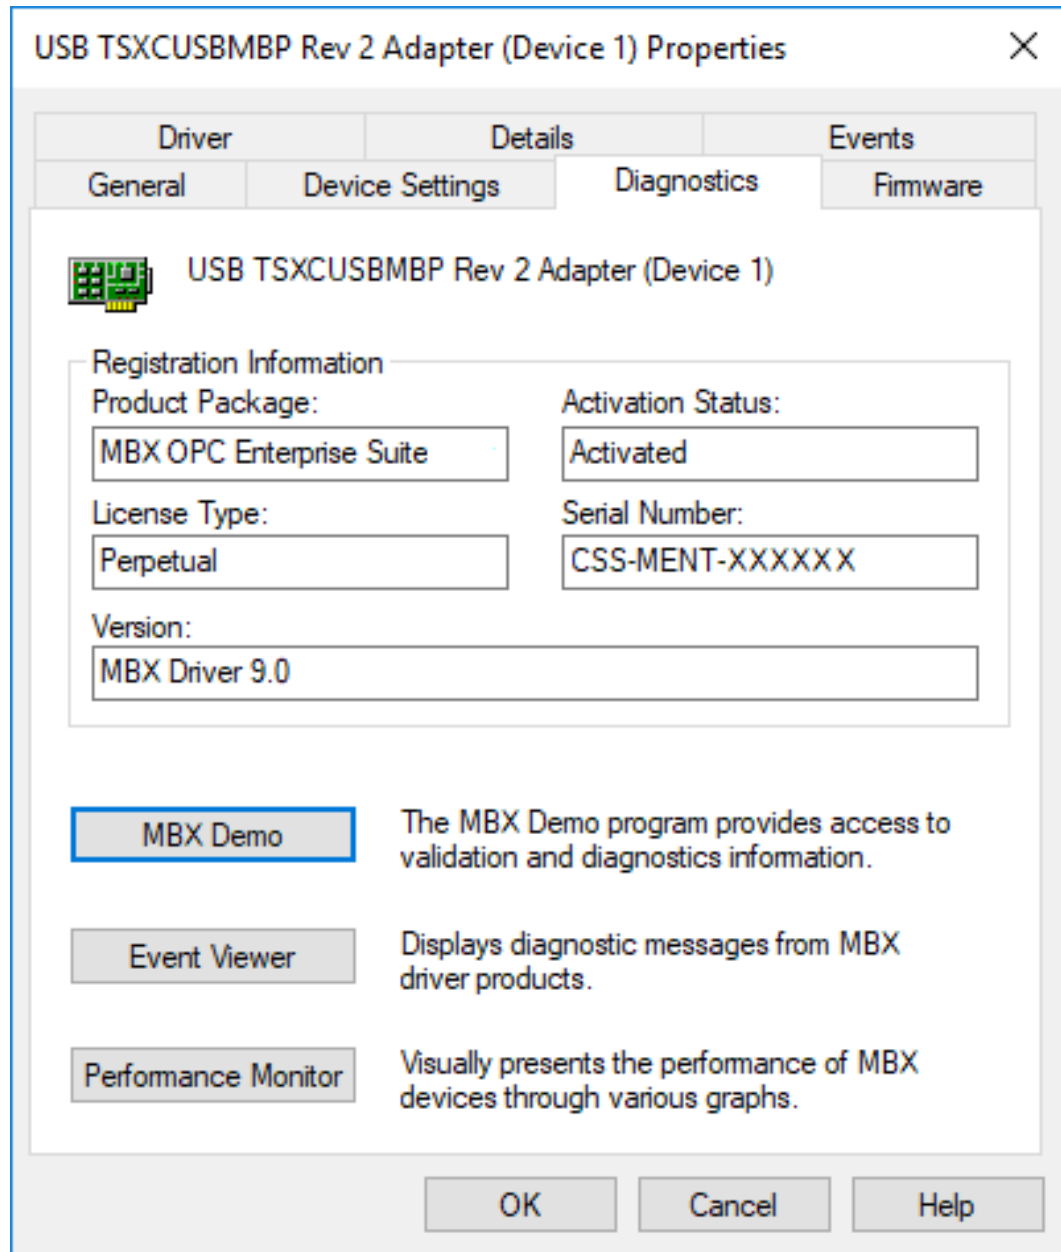 USB TSXCUSBMBP Rev 2 Adapter (Device 1) Properties
Driver Details Events
General Device Settings Diagnostics Firmware
USB TSXCUSBMBP Rev 2 Adapter (Device 1)
Registration Information
Product Package: Activation Status:
MBX OPC Enterprise Suite Activated
License Type: Serial Number:
Perpetual CSS-MENT-XXXXXX
Version:
MBX Driver 9.0
MBX Demo
The MBX Demo program provides access to
validation and diagnostics information.
Event Viewer
Displays diagnostic messages from MBX
driver products.
Performance Monitor
Visually presents the performance of MBX
devices through various graphs.
OK Cancel Help